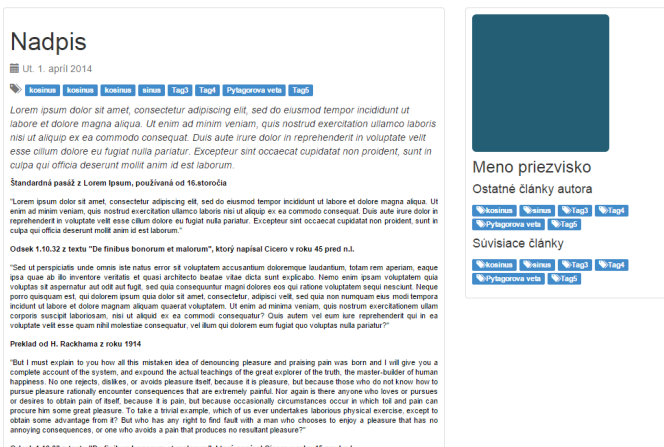 Nadpis
Ut. 1. apríl 2014
kosinus kosinus kosinus sinus Tag3 Tag4 Pytagorova veta Tag5
Lorem ipsum dolor sit amet, consectetur adipiscing elit, sed do eiusmod tempor incididunt ut
labore et dolore magna aliqua. Ut enim ad minim veniam, quis nostrud exercitation ullamco laboris
nisi ut aliquip ex ea commodo consequat. Duis aute irure dolor in reprehenderit in voluptate velit
esse cillum dolore eu fugiat nulla pariatur. Excepteur sint occaecat cupidatat non proident, sunt in
culpa qui officia deserunt mollit anim id est laborum.
Štandardná pasáž z Lorem Ipsum, používaná od 16.storočia
"Lorem ipsum dolor sit amet, consectetur adipiscing elit, sed do eiusmod tempor incididunt ut labore et dolore magna aliqua. Ut
enim ad minim veniam, quis nostrud exercitation ullamco laboris nisi ut aliquip ex ea commodo consequat. Duis aute irure dolor in
reprehenderit in voluptate velit esse cillum dolore eu fugiat nulla pariatur. Excepteur sint occaecat cupidatat non proident, sunt in
culpa qui officia deserunt mollit anim id est laborum."
Odsek 1.10.32 z textu "De finibus bonorum et malorum", ktorý napísal Cicero v roku 45 pred n.l.
"Sed ut perspiciatis unde omnis iste natus error sit voluptatem accusantium doloremque laudantium, totam rem aperiam, eaque
ipsa quae ab illo inventore veritatis et quasi architecto beatae vitae dicta sunt explicabo. Nemo enim ipsam voluptatem quia
voluptas sit aspernatur aut odit aut fugit, sed quia consequuntur magni dolores eos qui ratione voluptatem sequi nesciunt. Neque
porro quisquam est, qui dolorem ipsum quia dolor sit amet, consectetur, adipisci velit, sed quia non numquam eius modi tempora
incidunt ut labore et dolore magnam aliquam quaerat voluptatem. Ut enim ad minima veniam, quis nostrum exercitationem ullam
corporis suscipit laboriosam, nisi ut aliquid ex ea commodi consequatur? Quis autem vel eum iure reprehenderit qui in ea
voluptate velit esse quam nihil molestiae consequatur, vel illum qui dolorem eum fugiat quo voluptas nulla pariatur?"
Preklad od H. Rackhama z roku 1914
"But I must explain to you how all this mistaken idea of denouncing pleasure and praising pain was born and I will give you a
complete account of the system, and expound the actual teachings of the great explorer of the truth, the master-builder of human
happiness. No one rejects, dislikes, or avoids pleasure itself, because it is pleasure, but because those who do not know how to
pursue pleasure rationally encounter consequences that are extremely painful. Nor again is there anyone who loves or pursues
or desires to obtain pain of itself, because it is pain, but because occasionally circumstances occur in which toil and pain can
procure him some great pleasure. To take a trivial example, which of us ever undertakes laborious physical exercise, except to
obtain some advantage from it? But who has any right to find fault with a man who chooses to enjoy a pleasure that has no
annoying consequences, or one who avoids a pain that produces no resultant pleasure?"
Meno priezvisko
Ostatné články autora
kosinus sinus Tag3 Tag4
Pytagorova veta Tag5
Súvisiace články
kosinus sinus Tag3 Tag4
Pytagorova veta Tag5